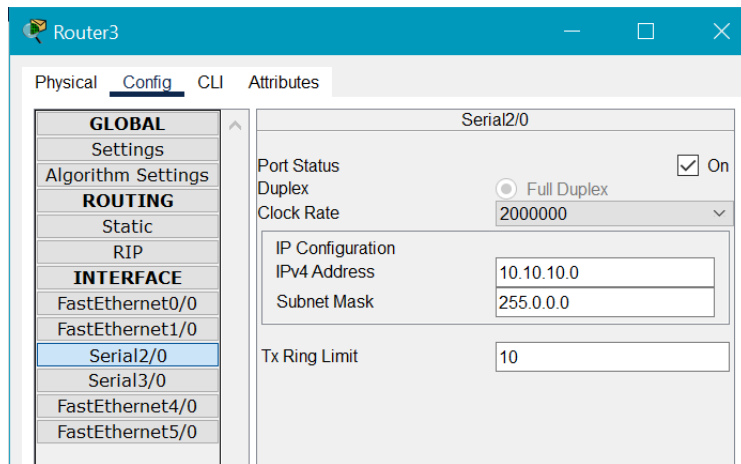 Router3
Physical Config CLI Attributes
GLOBAL
Settings
Algorithm Settings
ROUTING
Static
RIP
INTERFACE
FastEthernet0/0
FastEthernet1/0
Serial2/0
Serial3/0
FastEthernet4/0
FastEthernet5/0
Serial2/0
Port Status On
Duplex Full Duplex
Clock Rate 2000000
IP Configuration
IPv4 Address 10.10.10.0
Subnet Mask 255.0.0.0
Tx Ring Limit 10